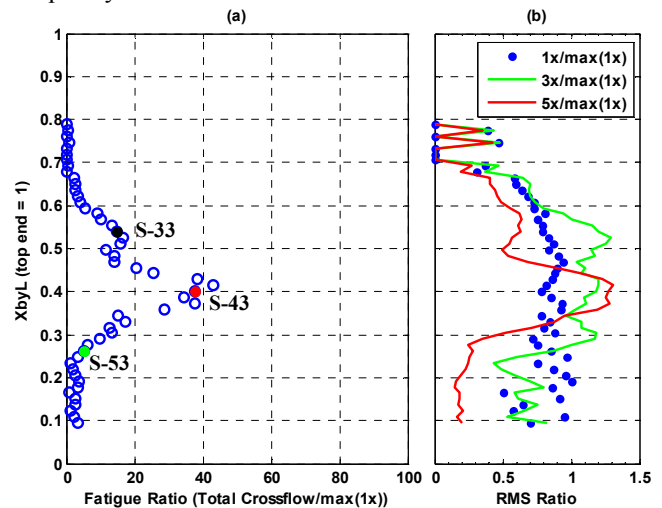 (a)
(b)
1
0.9
0.8
0.7
0.6
0.5
0.4
0.3
0.2
0.1
0
XbyL (top end = 1)
S-33
S-43
S-53
0 20 40 60 80 100
Fatigue Ratio (Total Crossflow/max(1x))
1x/max(1x)
3x/max(1x)
5x/max(1x)
0 0.5 1 1.5
RMS Ratio